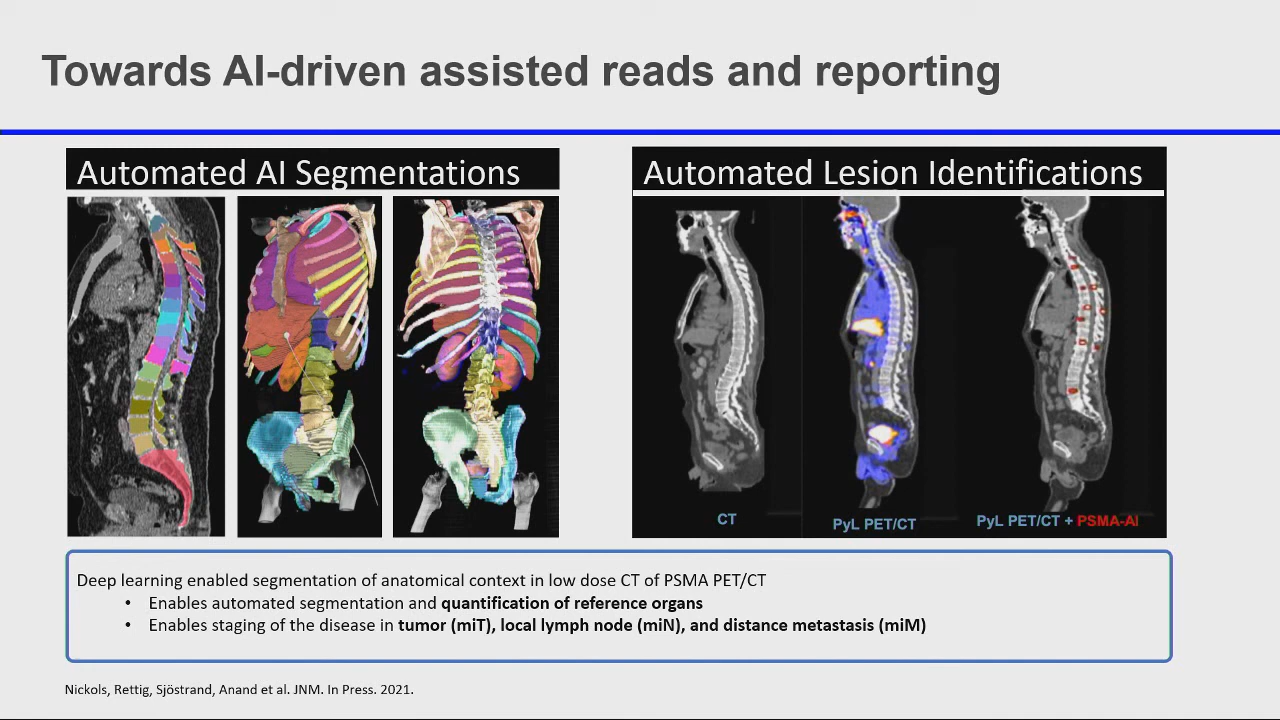 Towards AI-driven assisted reads and reporting
Automated AI Segmentations
Automated Lesion Identifications
CT
PyL PET/CT
PyL PET/CT + PSMA-AI
Deep learning enabled segmentation of anatomical context in low dose CT of PSMA PET/CT
• Enables automated segmentation and quantification of reference organs
• Enables staging of the disease in tumor (miT), local lymph node (miN), and distance metastasis (miM)
Nickols, Rettig, Sjöstrand, Anand et al. JNM. In Press. 2021.